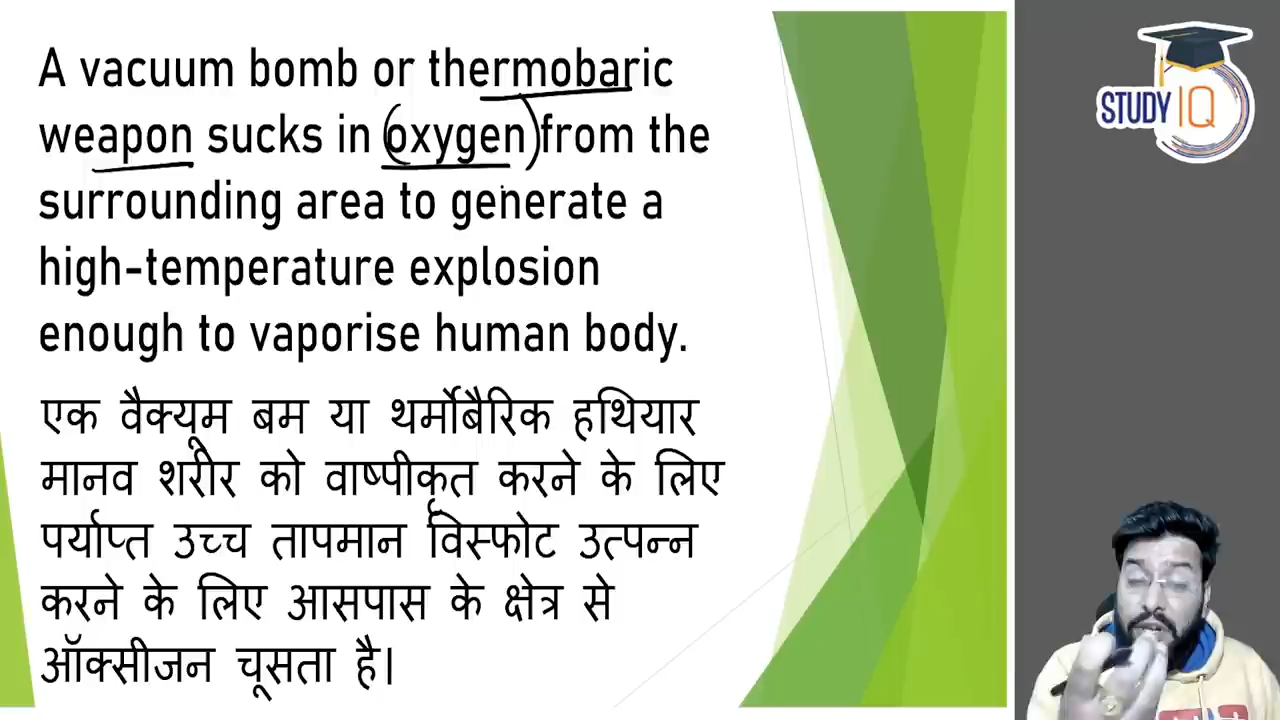 A vacuum bomb or thermobaric
weapon sucks in (oxygen) from the
surrounding area to generate a
high-temperature explosion
enough to vaporise human body.
एक वैक्यूम बम या थर्मोबैरिक हथियार
मानव शरीर को वाष्पीकृत करने के लिए
पर्याप्त उच्च तापमान विस्फोट उत्पन्न
करने के लिए आसपास के क्षेत्र से
ऑक्सीजन चूसता है।
STUDY IQ